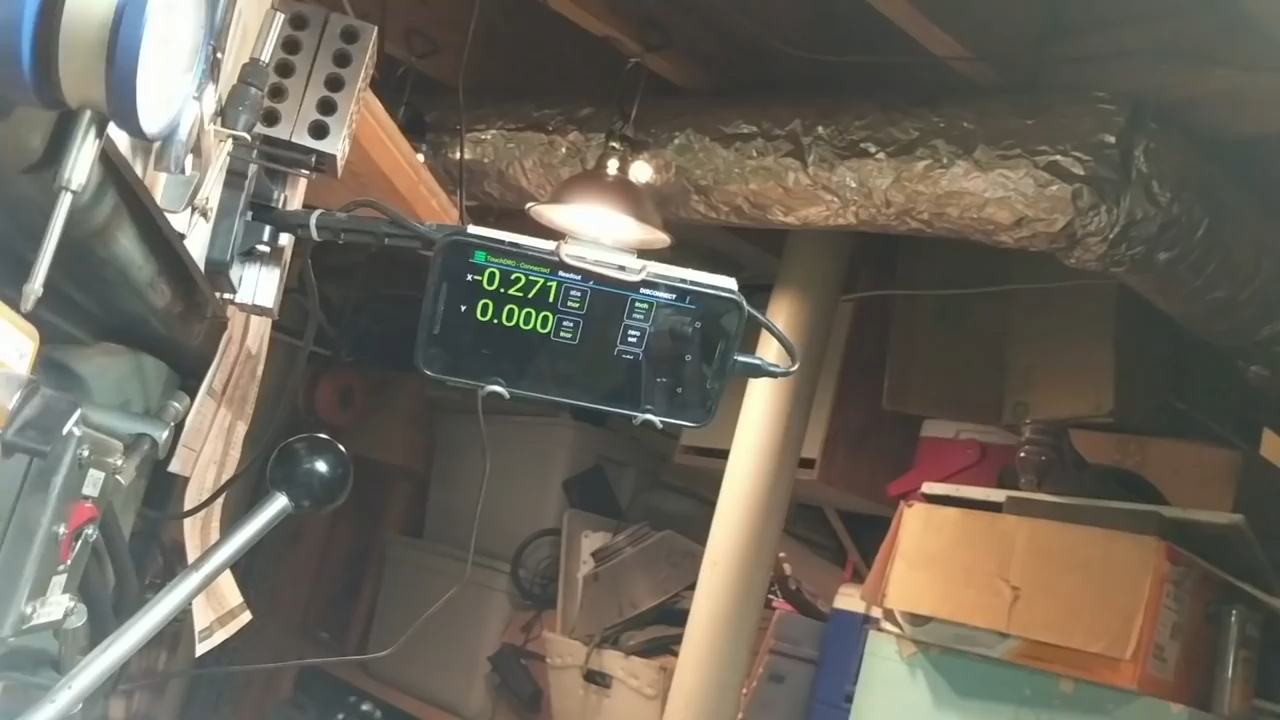 TouchDRO - Connected
Readout
DISCONNECT
X -0.271
abs
incr
inch
mm
Y 0.000
abs
incr
zero
set